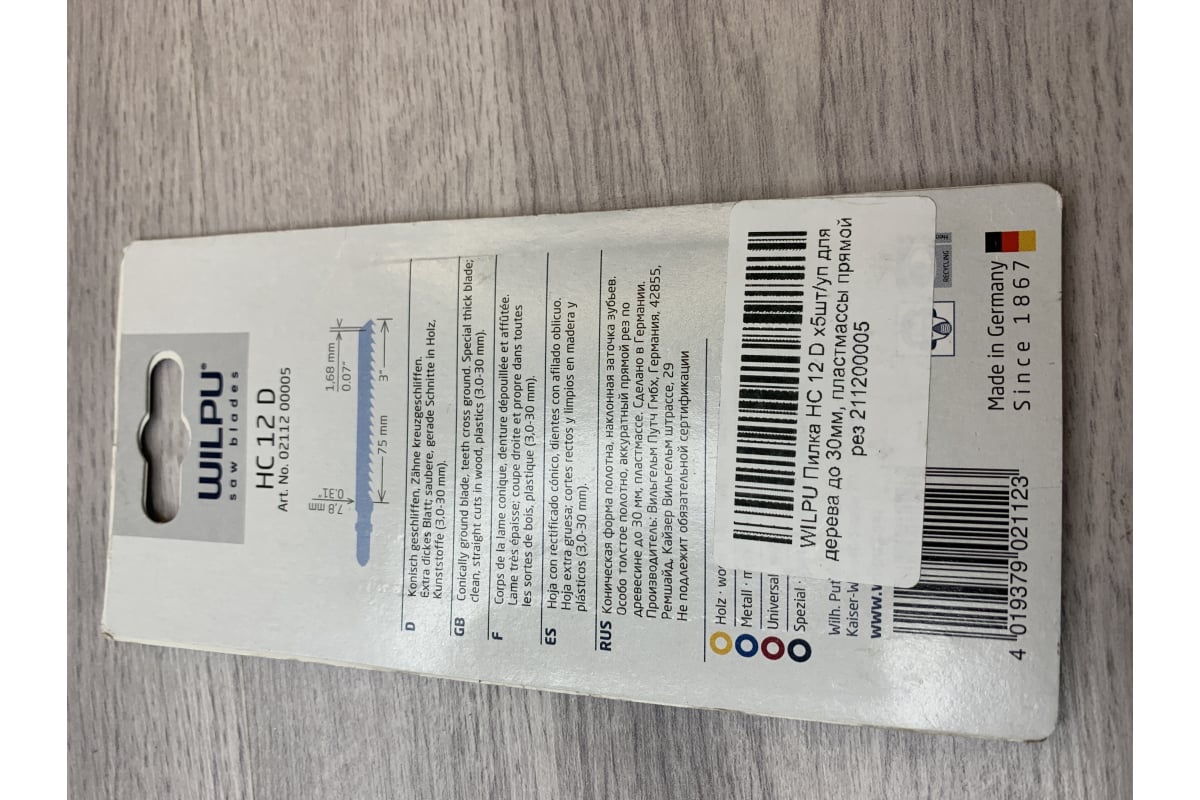 WILPU®
saw blades
HC 12 D
Art. No. 02112 00005
7,8 mm
0.31"
1,68 mm
0.07"
75 mm
3"
D
Konisch geschliffen, Zähne kreuzgeschliffen.
Extra dickes Blatt; saubere, gerade Schnitte in Holz,
Kunststoffe (3,0-30 mm).
GB
Conically ground blade, teeth cross ground. Special thick blade;
clean, straight cuts in wood, plastics (3.0-30 mm).
F
Corps de la lame conique, denture dépouillée et affûtée.
Lame très épaisse; coupe droite et propre dans toutes
les sortes de bois, plastique (3,0-30 mm).
ES
Hoja con rectificado cónico, dientes con afilado oblicuo.
Hoja extra gruesa; cortes rectos y limpios en madera y
plásticos (3,0-30 mm).
RUS
Коническая форма полотна, наклонная заточка зубьев.
Особо толстое полотно, аккуратный прямой рез по
древесине до 30 мм, пластмассе. Сделано в Германии.
Производитель: Вильгельм Путч Гмбх, Германия, 42855,
Ремшайд, Кайзер Вильгельм штрассе, 29
Не подлежит обязательной сертификации
Holz · wo
Metall · m
Universal
Spezial ·
Wilh. Put
Kaiser-W
www.w
WILPU Пилка HC 12 D x5шт/уп для
дерева до 30мм, пластмассы прямой
рез 211200005
RECYCLING
Made in Germany
Since 1867
4 019379 021123